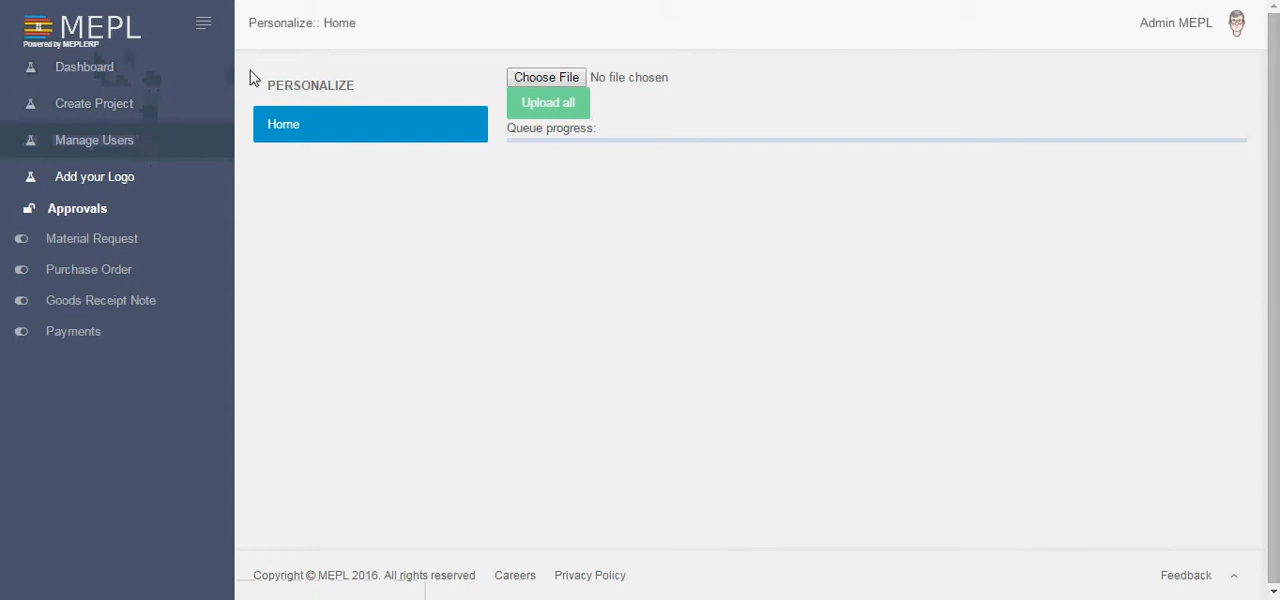 MEPL
Powered by MEPLERP
Dashboard
Create Project
Manage Users
Add your Logo
Approvals
Material Request
Purchase Order
Goods Receipt Note
Payments
Personalize:: Home
Admin MEPL
PERSONALIZE
Home
Choose File No file chosen
Upload all
Queue progress:
Copyright © MEPL 2016. All rights reserved Careers Privacy Policy
Feedback